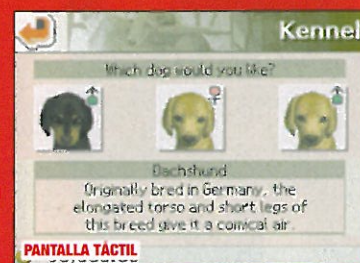 Kennel
Which dog would you like?
Dachshund
Originally bred in Germany, the
elongated torso and short legs of
this breed give it a comical air.
PANTALLA TÁCTIL